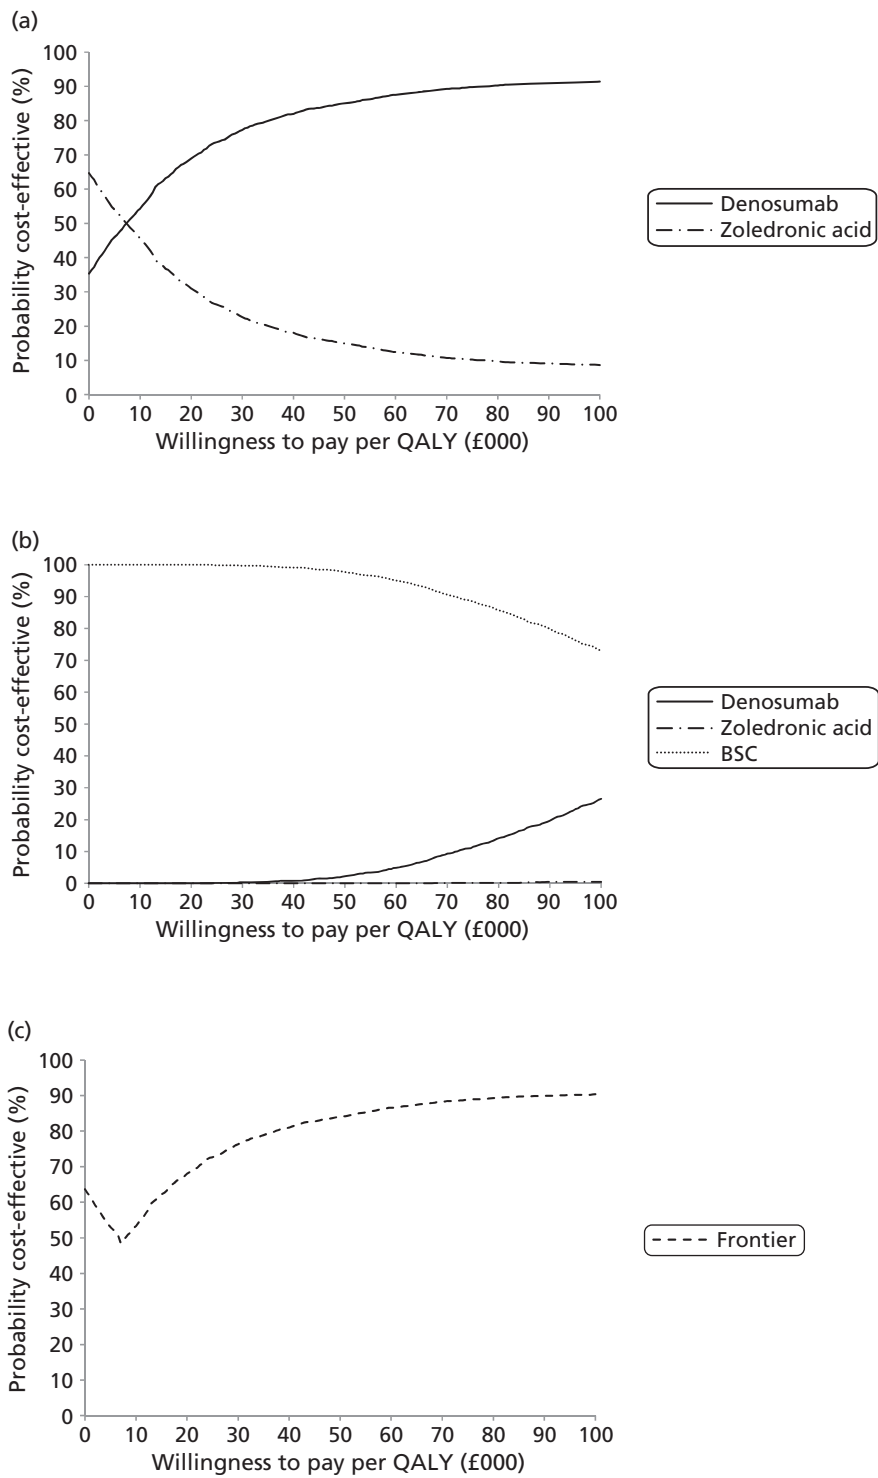 (a)
Probability cost-effective (%)
100
90
80
70
60
50
40
30
20
10
0
0 10 20 30 40 50 60 70 80 90 100
Willingness to pay per QALY (£000)
Denosumab
Zoledronic acid
(b)
Probability cost-effective (%)
100
90
80
70
60
50
40
30
20
10
0
0 10 20 30 40 50 60 70 80 90 100
Willingness to pay per QALY (£000)
Denosumab
Zoledronic acid
BSC
(c)
Probability cost-effective (%)
100
90
80
70
60
50
40
30
20
10
0
0 10 20 30 40 50 60 70 80 90 100
Willingness to pay per QALY (£000)
Frontier